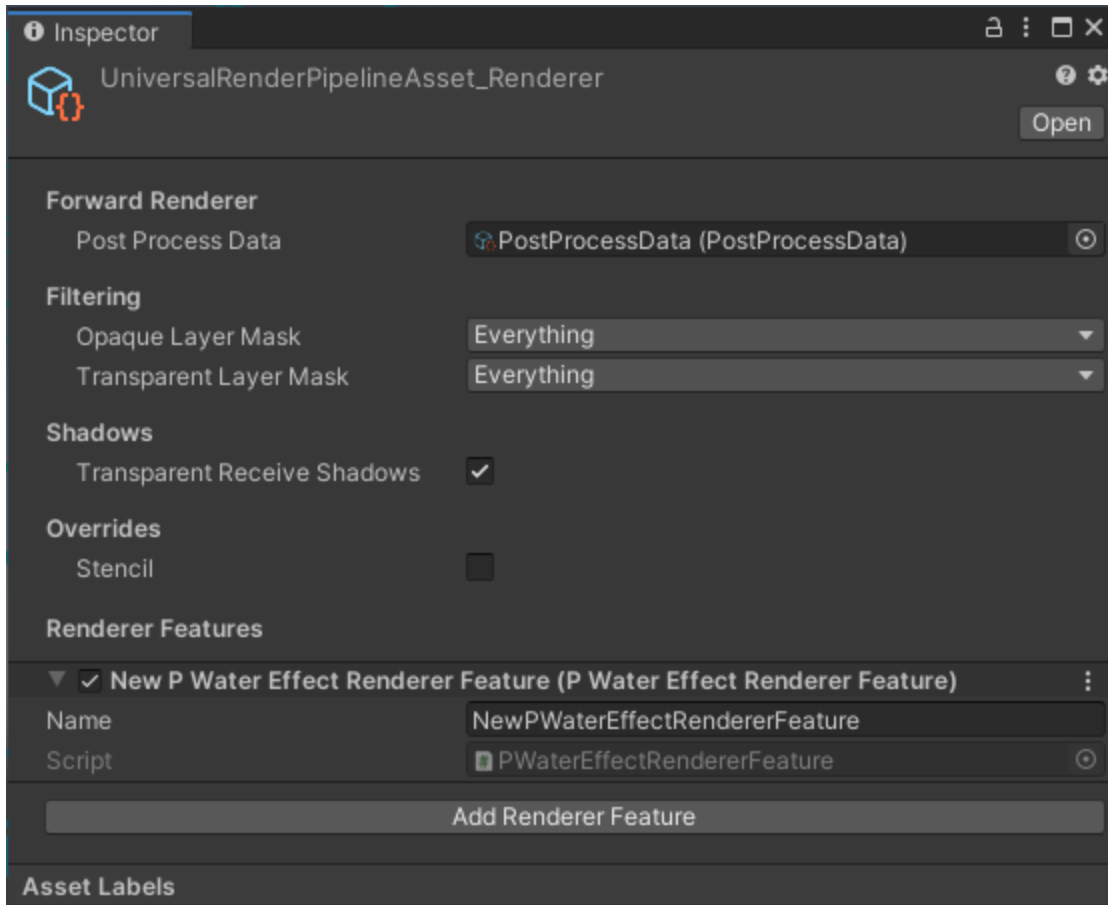 Inspector
UniversalRenderPipelineAsset_Renderer
Open
Forward Renderer
Post Process Data PostProcessData (PostProcessData)
Filtering
Opaque Layer Mask Everything
Transparent Layer Mask Everything
Shadows
Transparent Receive Shadows
Overrides
Stencil
Renderer Features
New P Water Effect Renderer Feature (P Water Effect Renderer Feature)
Name NewPWaterEffectRendererFeature
Script PWaterEffectRendererFeature
Add Renderer Feature
Asset Labels